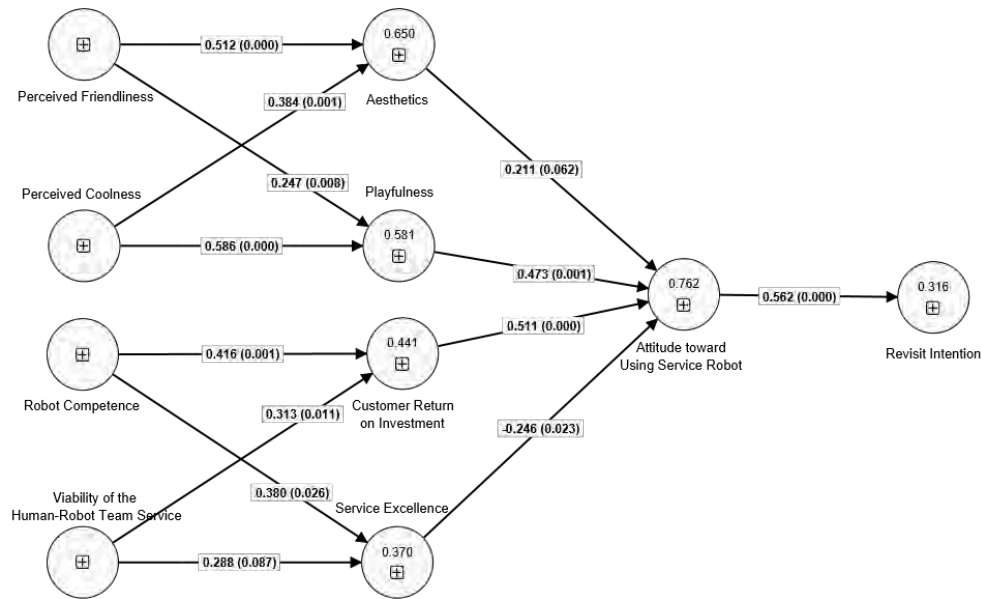 0.512 (0.000)
0.650
Perceived Friendliness
Aesthetics
0.384 (0.001)
0.211 (0.062)
0.247 (0.008)
Perceived Coolness
Playfulness
0.586 (0.000)
0.581
0.473 (0.001)
0.762
0.562 (0.000)
0.316
0.511 (0.000)
Attitude toward
Using Service Robot
Revisit Intention
0.416 (0.001)
0.441
Robot Competence
Customer Return
on Investment
0.313 (0.011)
-0.246 (0.023)
0.380 (0.026)
Viability of the
Human-Robot Team Service
Service Excellence
0.288 (0.087)
0.370